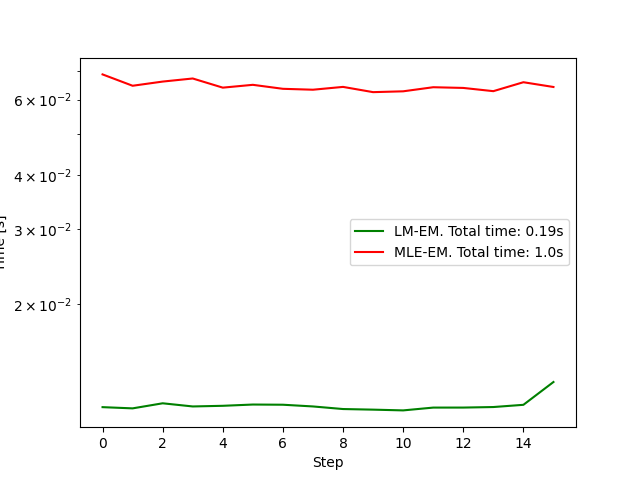 6 × 10⁻²
4 × 10⁻²
3 × 10⁻²
2 × 10⁻²
Time [s]
LM-EM. Total time: 0.19s
MLE-EM. Total time: 1.0s
0 2 4 6 8 10 12 14
Step